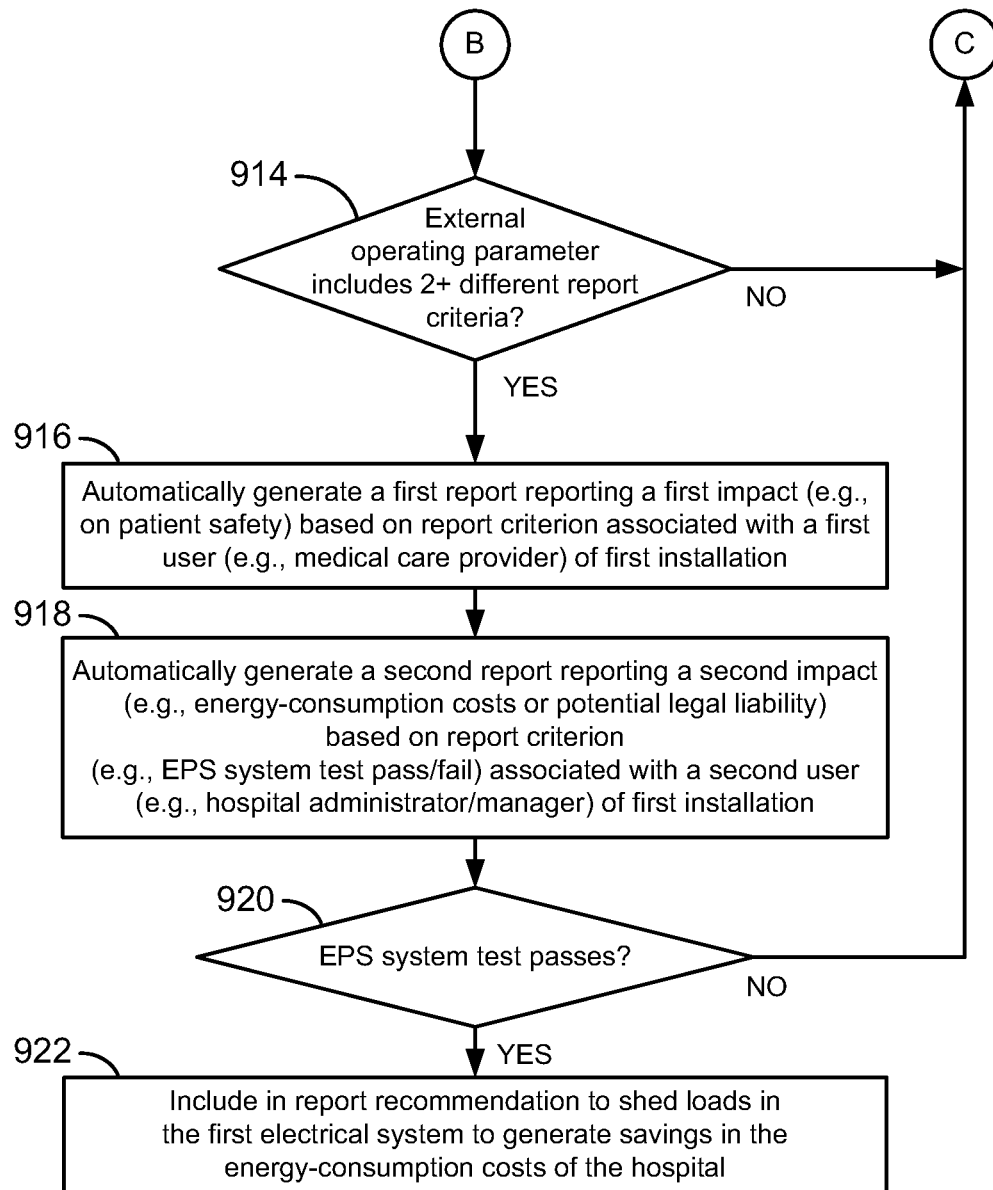 B
C
914
External
operating parameter
includes 2+ different report
criteria?
NO
YES
916
Automatically generate a first report reporting a first impact (e.g.,
on patient safety) based on report criterion associated with a first
user (e.g., medical care provider) of first installation
918
Automatically generate a second report reporting a second impact
(e.g., energy-consumption costs or potential legal liability)
based on report criterion
(e.g., EPS system test pass/fail) associated with a second user
(e.g., hospital administrator/manager) of first installation
920
EPS system test passes?
NO
YES
922
Include in report recommendation to shed loads in
the first electrical system to generate savings in the
energy-consumption costs of the hospital